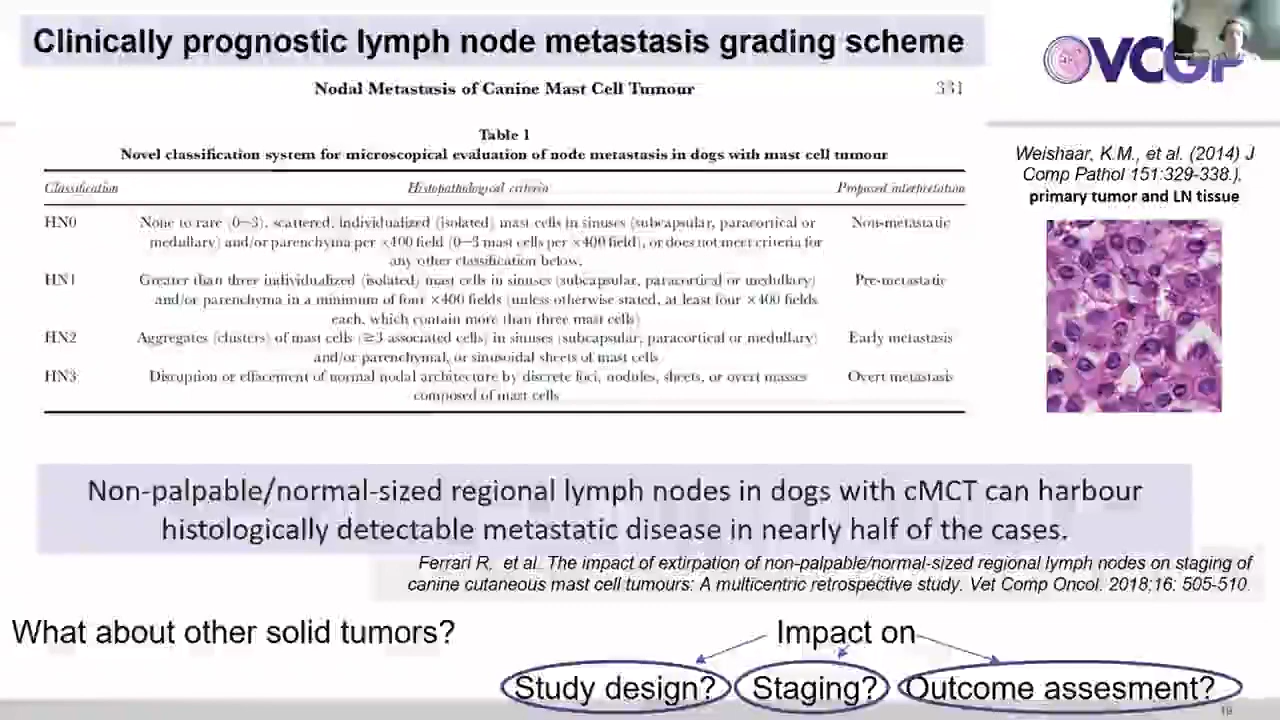 Clinically prognostic lymph node metastasis grading scheme
Nodal Metastasis of Canine Mast Cell Tumour 331
Table 1
Novel classification system for microscopical evaluation of node metastasis in dogs with mast cell tumour
Classification Histopathological criteria Proposed interpretation
HN0 None to rare (0–3), scattered, individualized (isolated) mast cells in sinuses (subcapsular, paracortical or Non-metastatic
medullary) and/or parenchyma per ×400 field (0–3 mast cells per ×400 field), or does not meet criteria for
any other classification below.
HN1 Greater than three individualized (isolated) mast cells in sinuses (subcapsular, paracortical or medullary) Pre-metastatic
and/or parenchyma in a minimum of four ×400 fields (unless otherwise stated, at least four ×400 fields
each, which contain more than three mast cells)
HN2 Aggregates (clusters) of mast cells (≥3 associated cells) in sinuses (subcapsular, paracortical or medullary) Early metastasis
and/or parenchymal, or sinusoidal sheets of mast cells
HN3 Disruption or effacement of normal nodal architecture by discrete foci, nodules, sheets, or overt masses Overt metastasis
composed of mast cells
VCGP
Weishaar, K.M., et al. (2014) J
Comp Pathol 151:329-338.),
primary tumor and LN tissue
Non-palpable/normal-sized regional lymph nodes in dogs with cMCT can harbour
histologically detectable metastatic disease in nearly half of the cases.
Ferrari R, et al. The impact of extirpation of non-palpable/normal-sized regional lymph nodes on staging of
canine cutaneous mast cell tumours: A multicentric retrospective study. Vet Comp Oncol. 2018;16: 505-510.
What about other solid tumors?
Impact on
Study design? Staging? Outcome assesment?
19